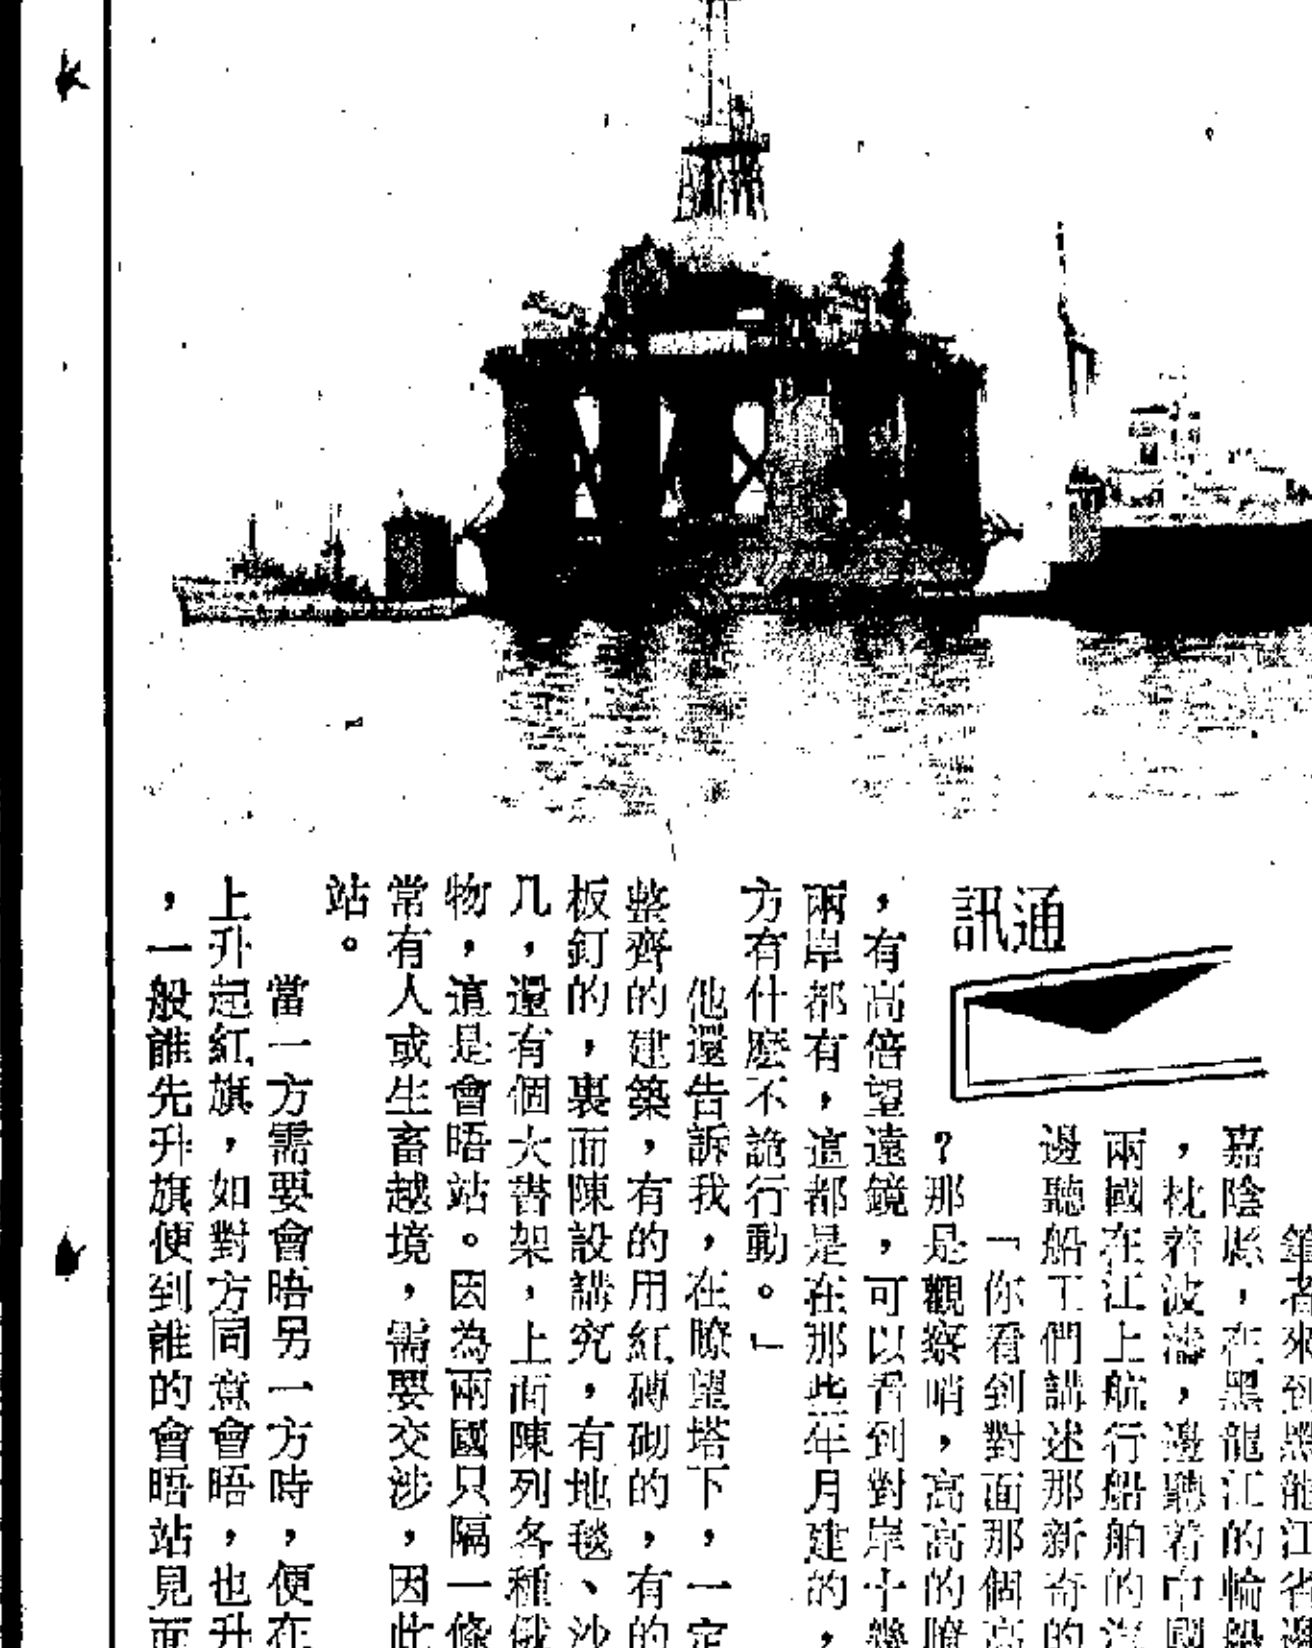 通訊
筆者來到黑龍江省邊
嘉陰縣，在黑龍江的輪船
，枕着波濤，邊聽着中國
兩國在江上航行船舶的汽
邊聽船工們講述那新奇的
「你看到對面那個高
？那是觀察哨，高高的瞭
，有高倍望遠鏡，可以看到對岸十幾
兩岸都有，這都是在那些年月建的，
方有什麼不詭行動。」
他還告訴我，在瞭望塔下，一定
整齊的建築，有的用紅磚砌的，有的
板釘的，裏面陳設講究，有地毯、沙
几，還有個大書架，上面陳列各種俄
物，這是會晤站。因為兩國只隔一條
常有人或生畜越境，需要交涉，因此
站。
當一方需要會晤另一方時，便在
上升起紅旗，如對方同意會晤，也升
，一般誰先升旗便到誰的會晤站見面